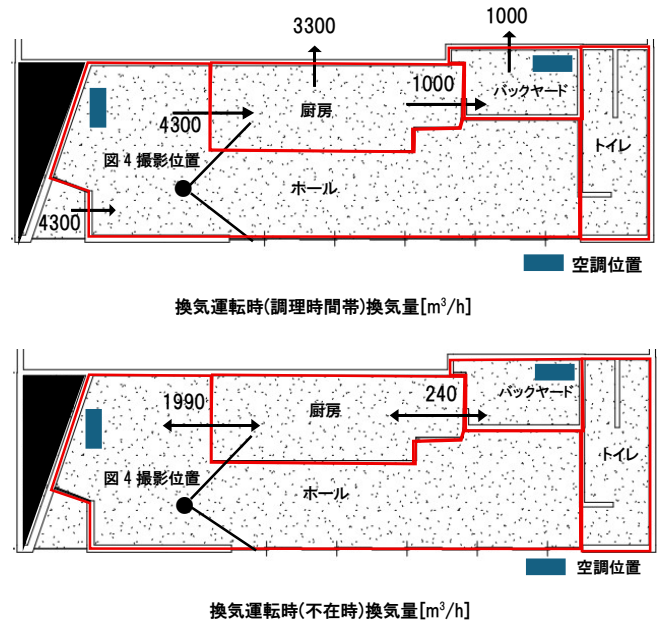 3300
1000
1000
バックヤード
4300
厨房
図4撮影位置
ホール
トイレ
4300
空調位置
換気運転時(調理時間帯)換気量[m³/h]
1990
厨房
240
バックヤード
図4撮影位置
ホール
トイレ
空調位置
換気運転時(不在時)換気量[m³/h]